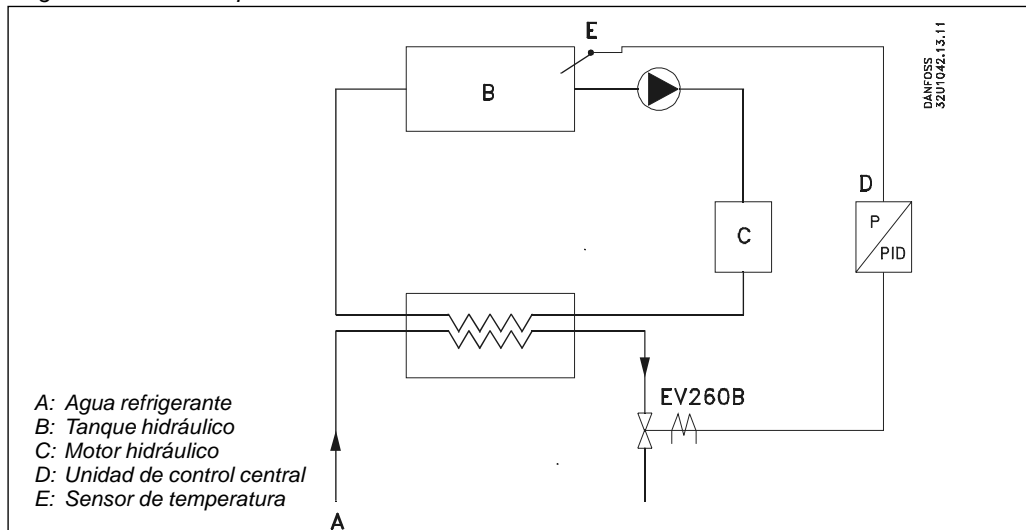 E
B
DANFOSS
32U1042.13.11
D
P
PID
C
EV260B
A: Agua refrigerante
B: Tanque hidráulico
C: Motor hidráulico
D: Unidad de control central
E: Sensor de temperatura
A